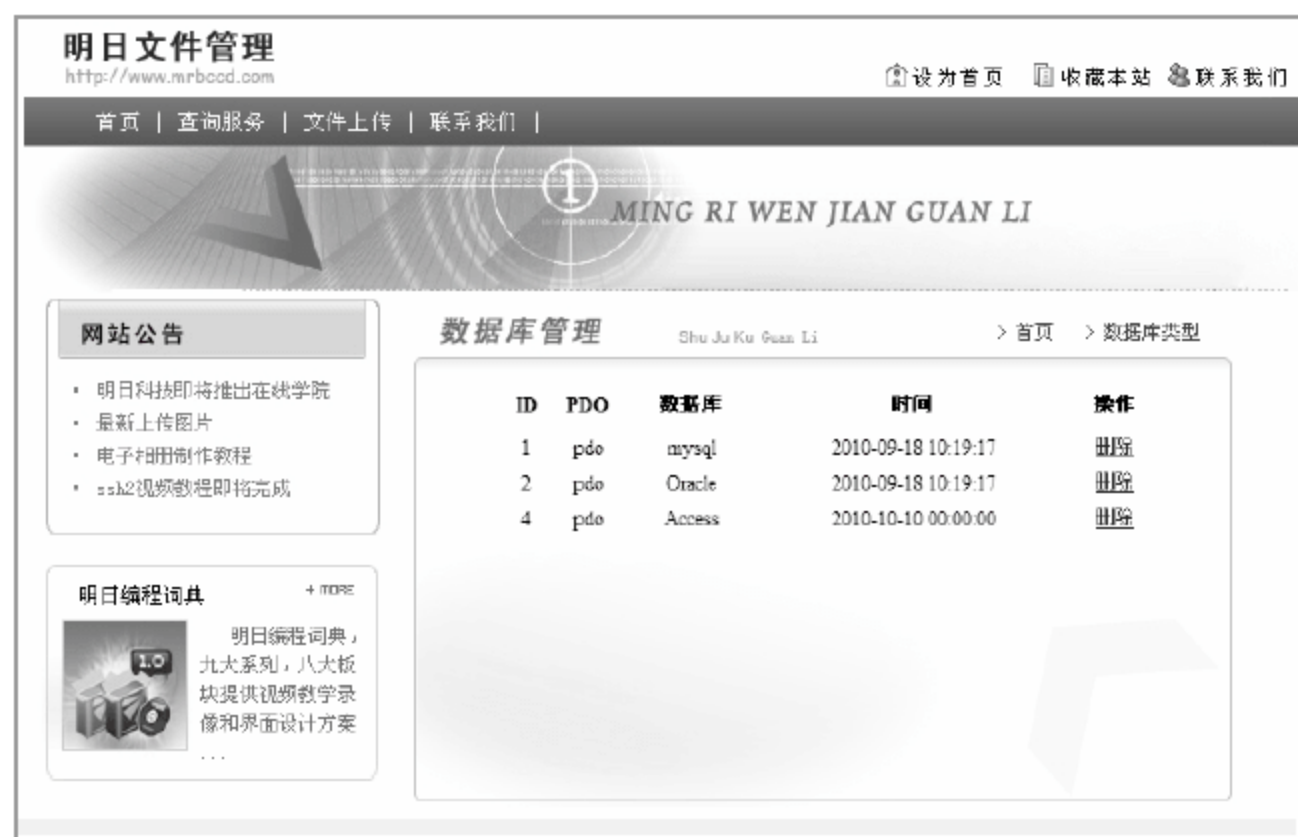 明日文件管理
http://www.mrbccd.com
设为首页 收藏本站 联系我们
首页 | 查询服务 | 文件上传 | 联系我们 |
1
MING RI WEN JIAN GUAN LI
网站公告
· 明日科技即将推出在线学院
· 最新上传图片
· 电子相册制作教程
· ssh2视频教程即将完成
明日编程词典 + MORE
1.0
明日编程词典，
九大系列，八大板
块提供视频教学录
像和界面设计方案
...
数据库管理 Shu Ju Ku Guan Li > 首页 > 数据库类型
ID PDO 数据库 时间 操作
1 pdo mysql 2010-09-18 10:19:17 删除
2 pdo Oracle 2010-09-18 10:19:17 删除
4 pdo Access 2010-10-10 00:00:00 删除